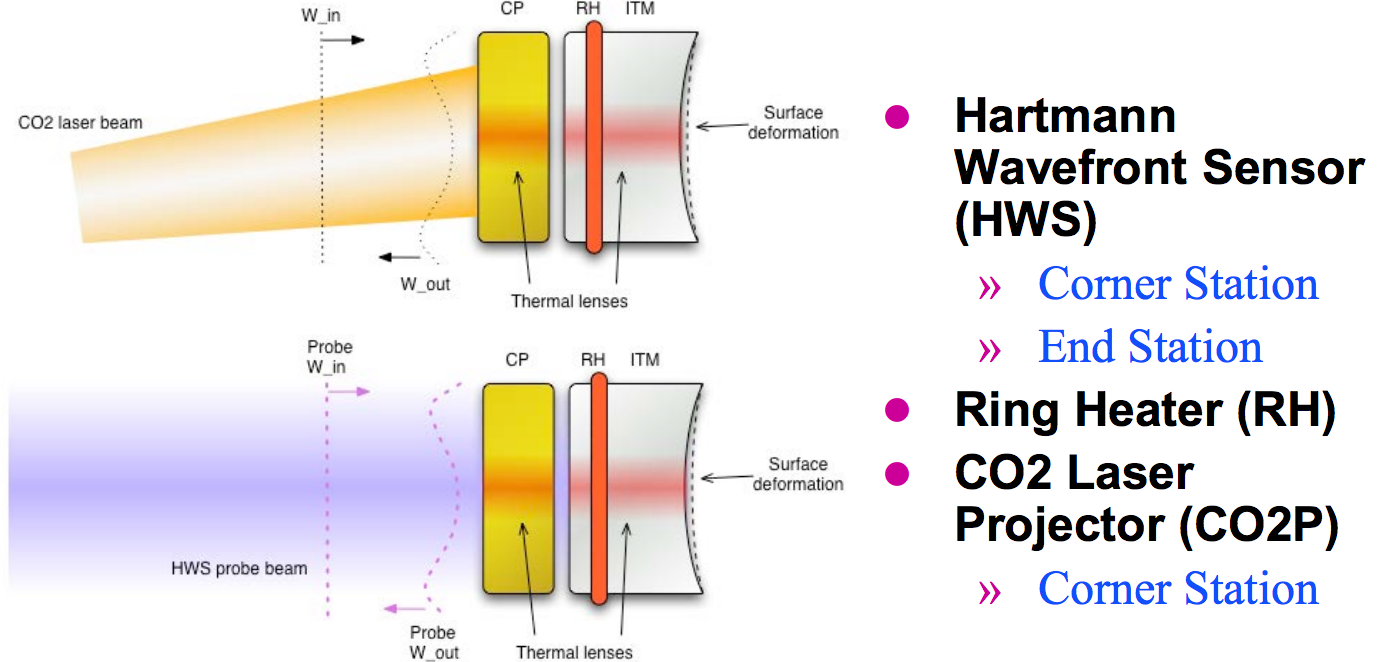 W_in
CP
RH
ITM
CO2 laser beam
Surface
deformation
W_out
Thermal lenses
Probe
W_in
CP
RH
ITM
Surface
deformation
HWS probe beam
Probe
W_out
Thermal lenses
● Hartmann
Wavefront Sensor
(HWS)
» Corner Station
» End Station
● Ring Heater (RH)
● CO2 Laser
Projector (CO2P)
» Corner Station